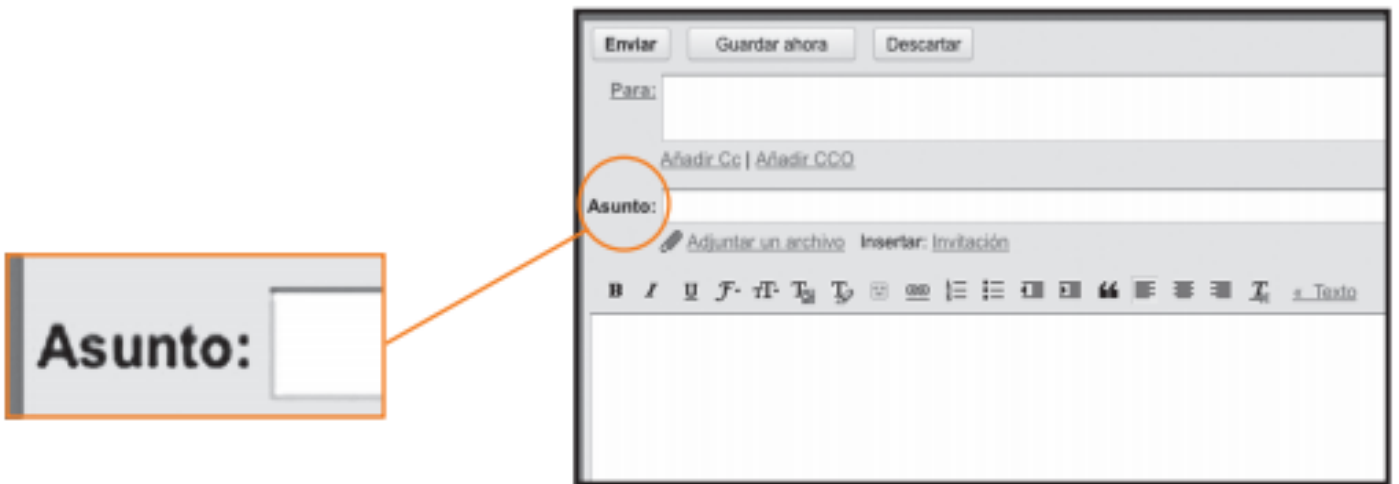 Enviar Guardar ahora Descartar
Para:
Añadir Cc | Añadir CCO
Asunto:
Adjuntar un archivo Insertar: Invitación
B I U « Texto
Asunto: